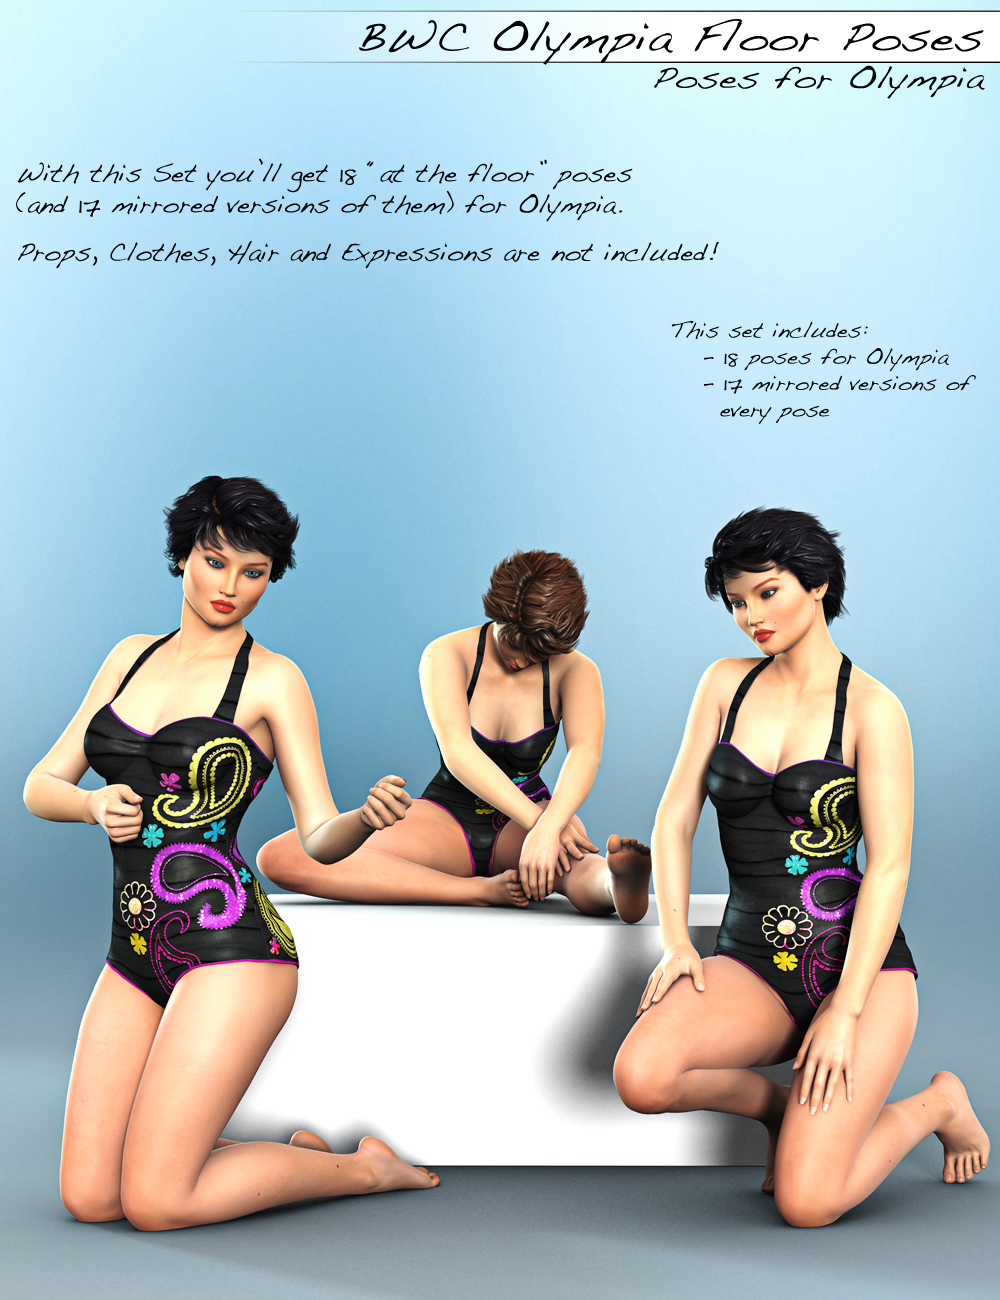 BWC Olympia Floor Poses
Poses for Olympia
With this Set you'll get 18 "at the floor" poses
(and 17 mirrored versions of them) for Olympia.
Props, Clothes, Hair and Expressions are not included!
This set includes:
- 18 poses for Olympia
- 17 mirrored versions of
every pose